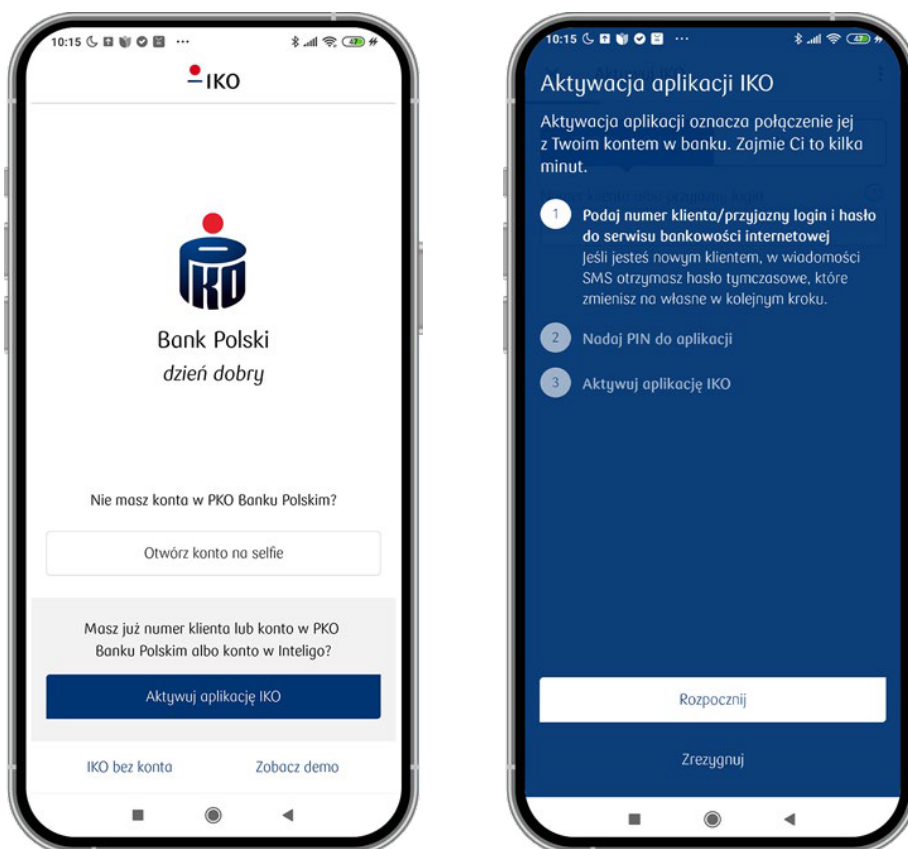 10:15
47
IKO
PKO
Bank Polski
dzień dobry
Nie masz konta w PKO Banku Polskim?
Otwórz konto na selfie
Masz już numer klienta lub konto w PKO
Banku Polskim albo konto w Inteligo?
Aktywuj aplikację IKO
IKO bez konta
Zobacz demo
10:15
47
Aktywacja aplikacji IKO
Aktywacja aplikacji oznacza połączenie jej
z Twoim kontem w banku. Zajmie Ci to kilka
minut.
1
Podaj numer klienta/przyjazny login i hasło
do serwisu bankowości internetowej
Jeśli jesteś nowym klientem, w wiadomości
SMS otrzymasz hasło tymczasowe, które
zmienisz na własne w kolejnym kroku.
2
Nadaj PIN do aplikacji
3
Aktywuj aplikację IKO
Rozpocznij
Zrezygnuj